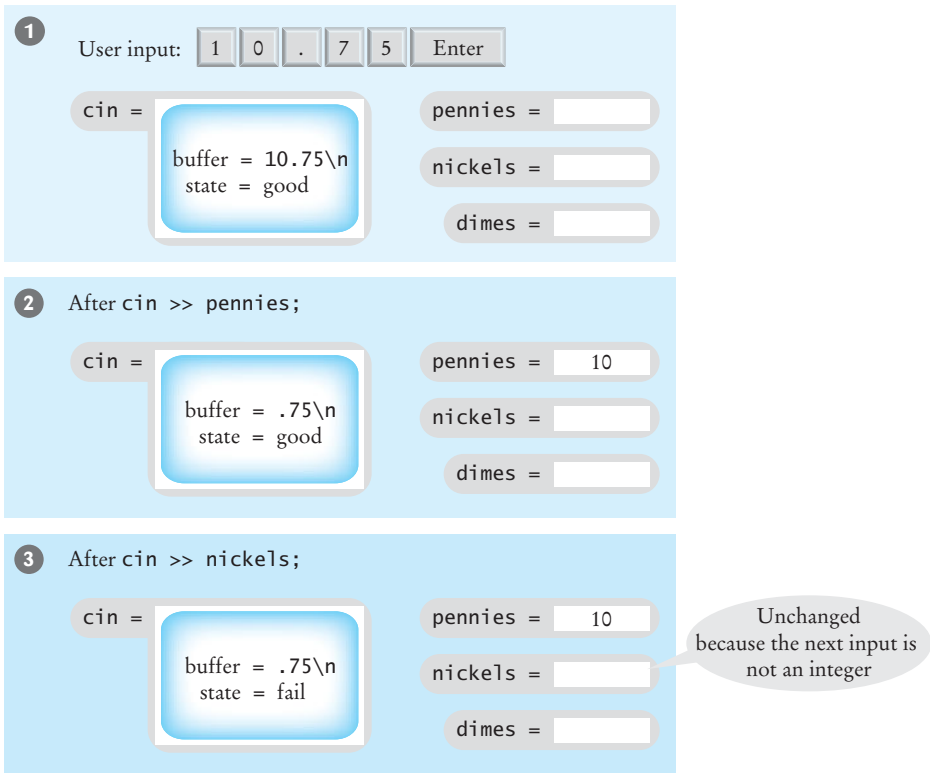 1
User input: 1 0 . 7 5 Enter
cin =
buffer = 10.75\n
state = good
pennies =
nickels =
dimes =
2 After cin >> pennies;
cin =
buffer = .75\n
state = good
pennies = 10
nickels =
dimes =
3 After cin >> nickels;
cin =
buffer = .75\n
state = fail
pennies = 10
nickels =
dimes =
Unchanged
because the next input is
not an integer